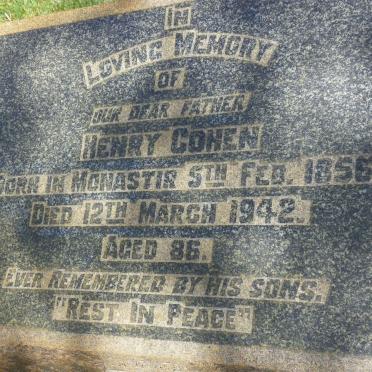 IN
LOVING MEMORY
OF
OUR DEAR FATHER
HENRY COHEN
BORN IN MONASTIR 5TH FEB. 1856
DIED 12TH MARCH 1942.
AGED 86.
EVER REMEMBERED BY HIS SONS.
"REST IN PEACE"